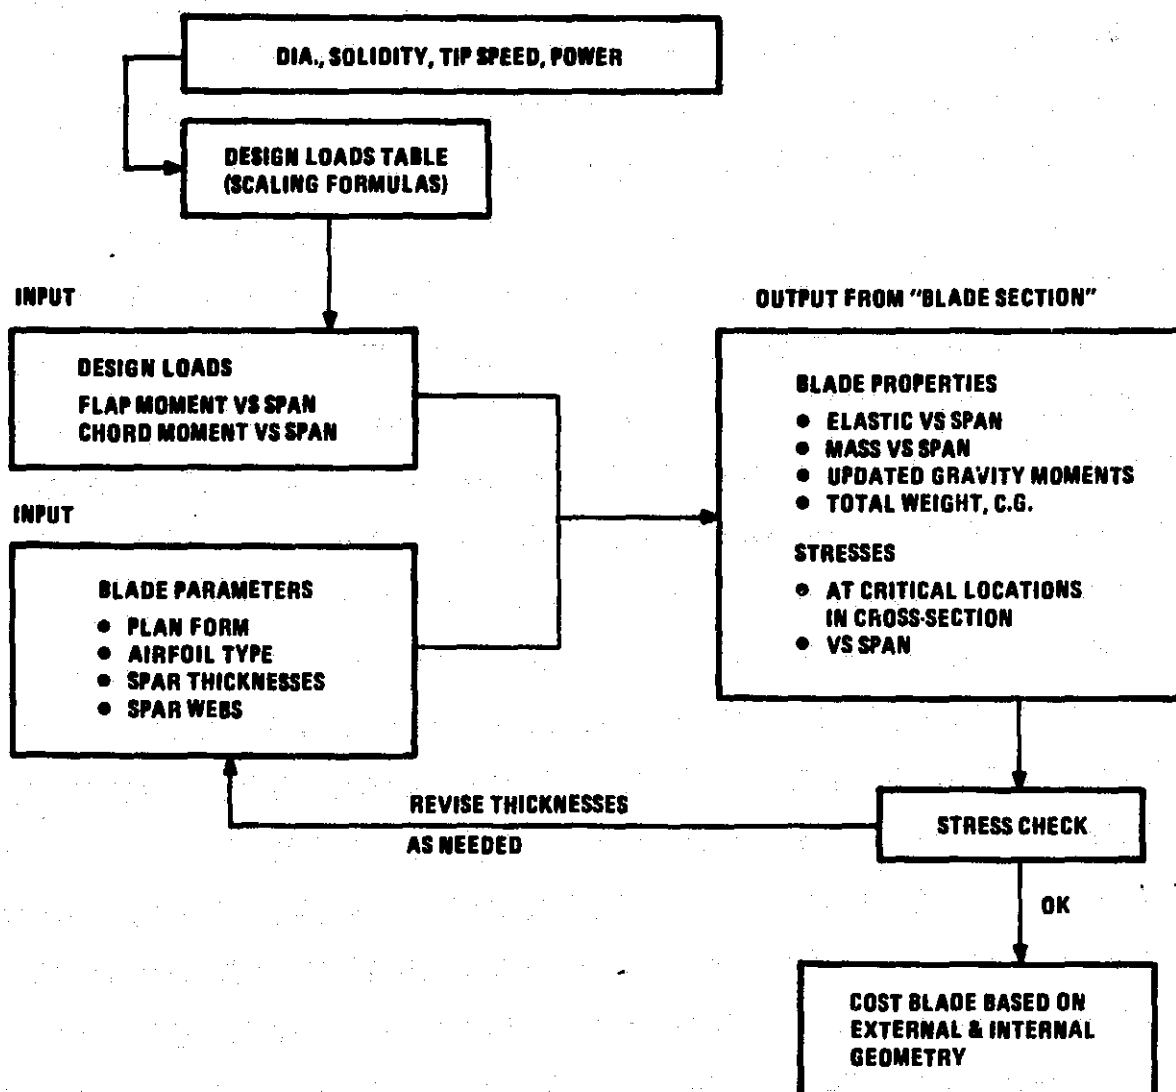 DIA., SOLIDITY, TIP SPEED, POWER
DESIGN LOADS TABLE
(SCALING FORMULAS)
INPUT
DESIGN LOADS
FLAP MOMENT VS SPAN
CHORD MOMENT VS SPAN
INPUT
BLADE PARAMETERS
● PLAN FORM
● AIRFOIL TYPE
● SPAR THICKNESSES
● SPAR WEBS
OUTPUT FROM "BLADE SECTION"
BLADE PROPERTIES
● ELASTIC VS SPAN
● MASS VS SPAN
● UPDATED GRAVITY MOMENTS
● TOTAL WEIGHT, C.G.
STRESSES
● AT CRITICAL LOCATIONS
IN CROSS-SECTION
● VS SPAN
REVISE THICKNESSES
AS NEEDED
STRESS CHECK
OK
COST BLADE BASED ON
EXTERNAL & INTERNAL
GEOMETRY